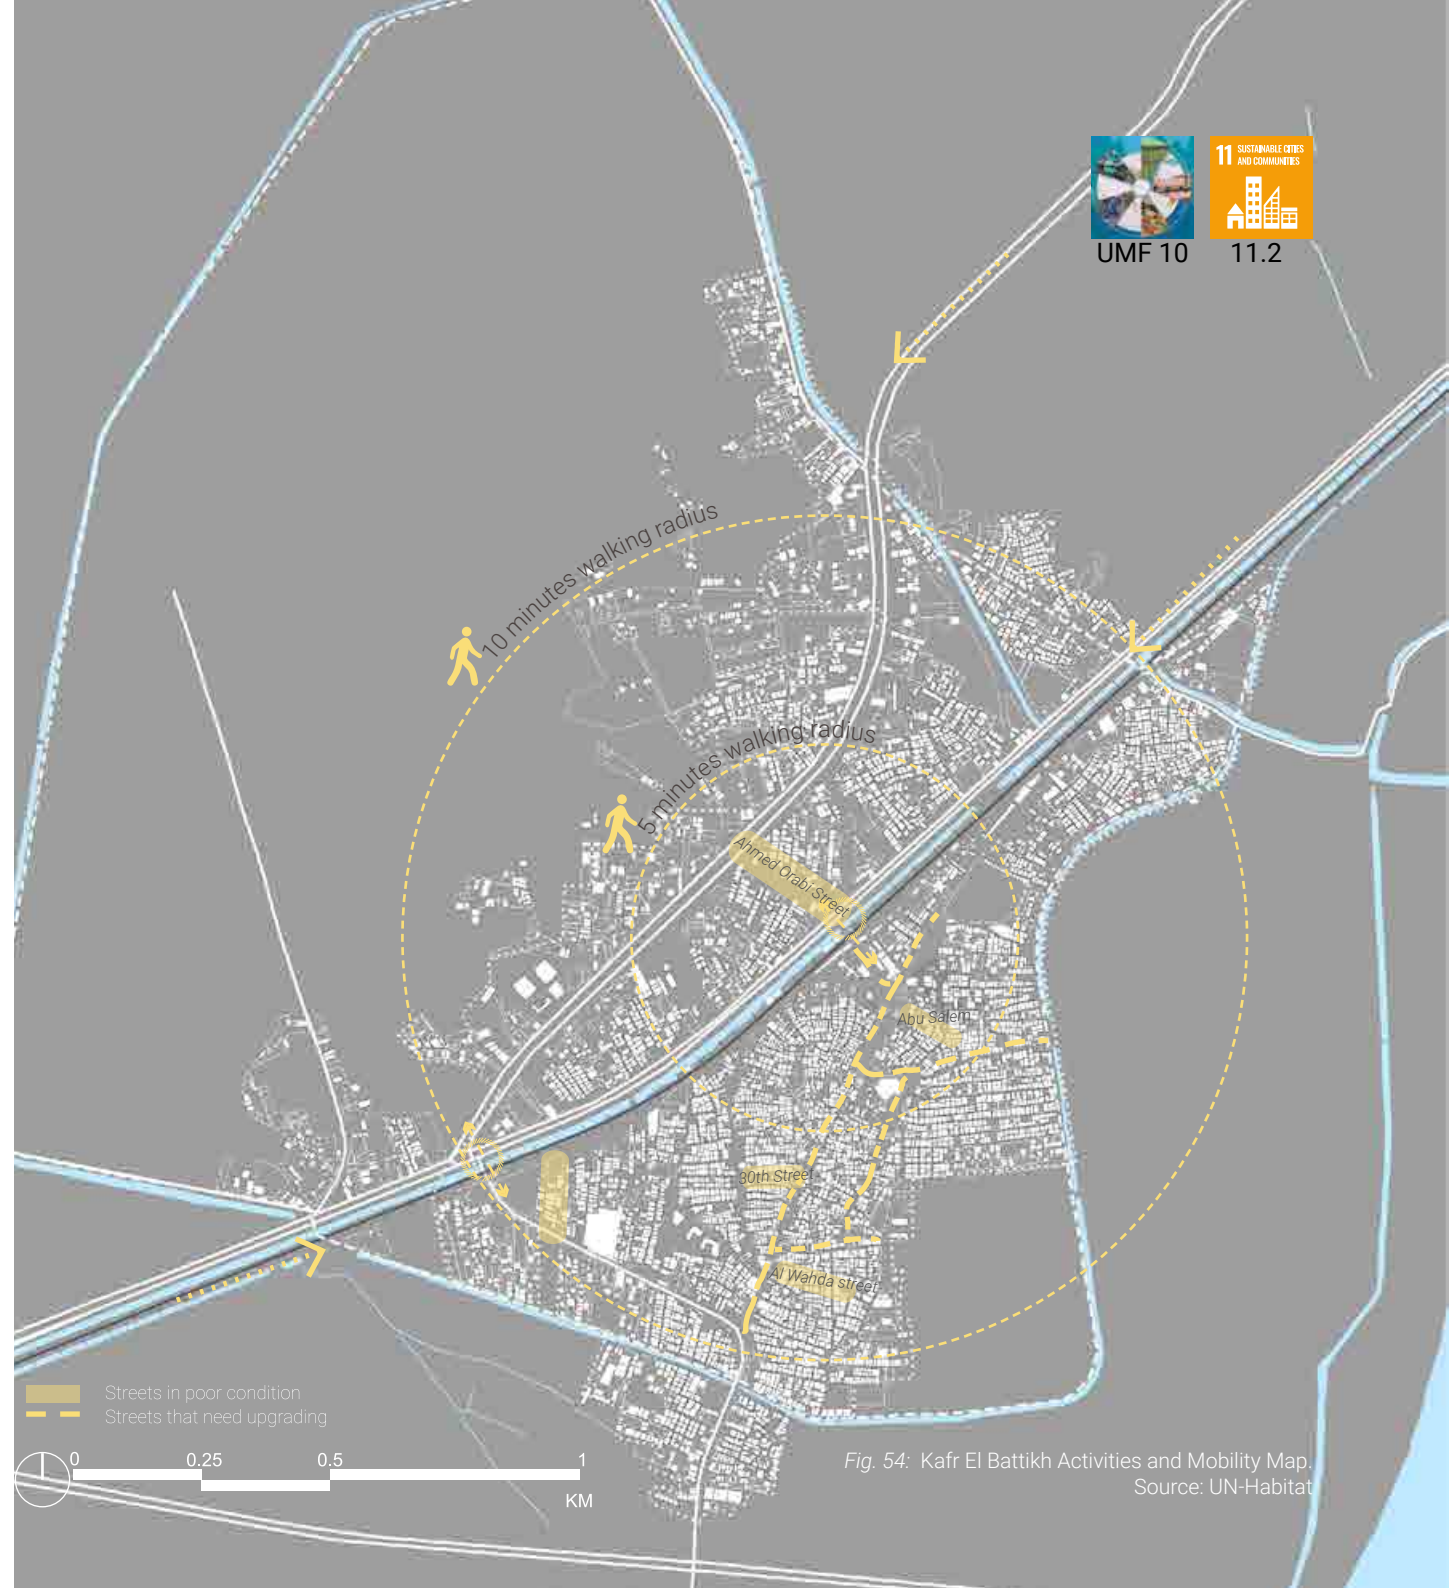 11 SUSTAINABLE CITIES
AND COMMUNITIES
UMF 10
11.2
10 minutes walking radius
5 minutes walking radius
Ahmed Orabi Street
Abu Salem
30th Street
Al Wahda street
Streets in poor condition
Streets that need upgrading
0 0.25 0.5 1
KM
Fig. 54: Kafr El Battikh Activities and Mobility Map.
Source: UN-Habitat